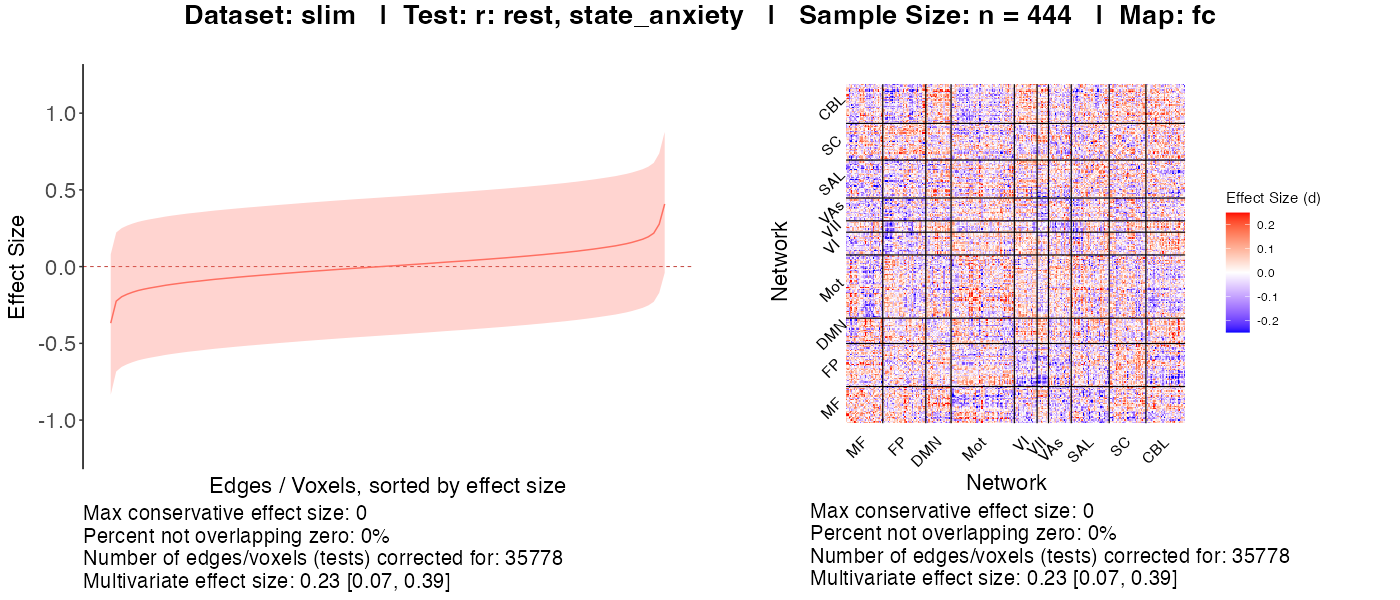 Dataset: slim | Test: r: rest, state_anxiety | Sample Size: n = 444 | Map: fc
Effect Size
1.0
0.5
0.0
-0.5
-1.0
Edges / Voxels, sorted by effect size
Max conservative effect size: 0
Percent not overlapping zero: 0%
Number of edges/voxels (tests) corrected for: 35778
Multivariate effect size: 0.23 [0.07, 0.39]
Network
CBL
SC
SAL
VAs
VII
VI
Mot
DMN
FP
MF
MF
FP
DMN
Mot
VI
VII
VAs
SAL
SC
CBL
Network
Effect Size (d)
0.2
0.1
0.0
-0.1
-0.2
Max conservative effect size: 0
Percent not overlapping zero: 0%
Number of edges/voxels (tests) corrected for: 35778
Multivariate effect size: 0.23 [0.07, 0.39]